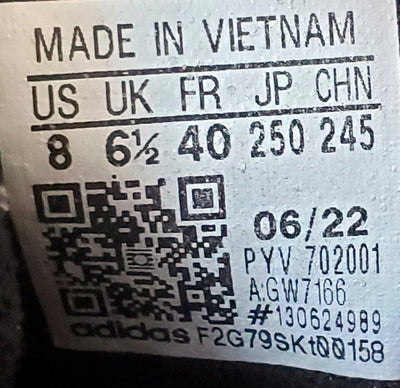 MADE IN VIETNAM
US UK FR JP CHN
8 6½ 40 250 245
06/22
PYV 702001
A:GW7166
#130624989
adidas F2G79SKt00158